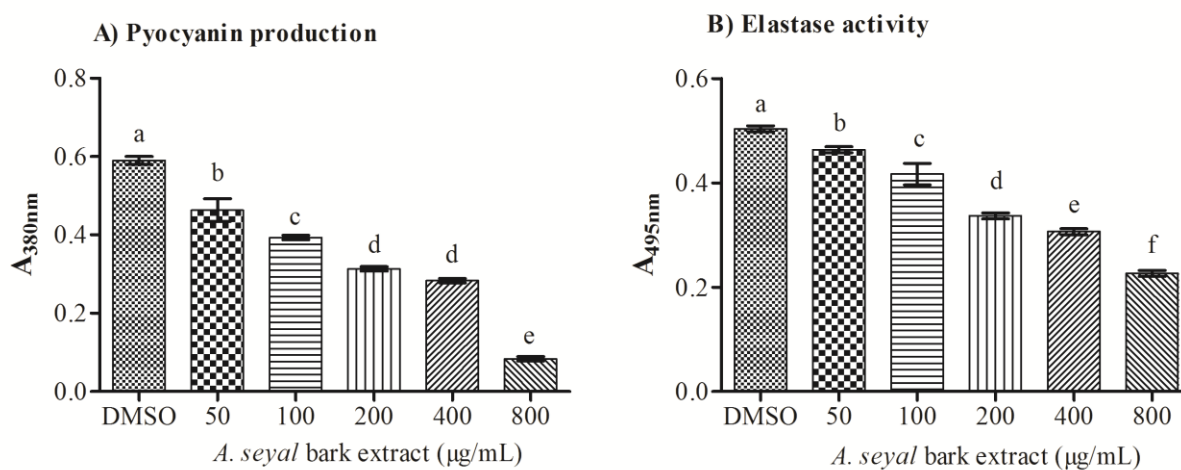 A) Pyocyanin production
A380nm
0.8
0.6
0.4
0.2
0.0
a
b
c
d
d
e
DMSO 50 100 200 400 800
A. seyal bark extract (μg/mL)
B) Elastase activity
A495nm
0.6
0.4
0.2
0.0
a
b
c
d
e
f
DMSO 50 100 200 400 800
A. seyal bark extract (μg/mL)